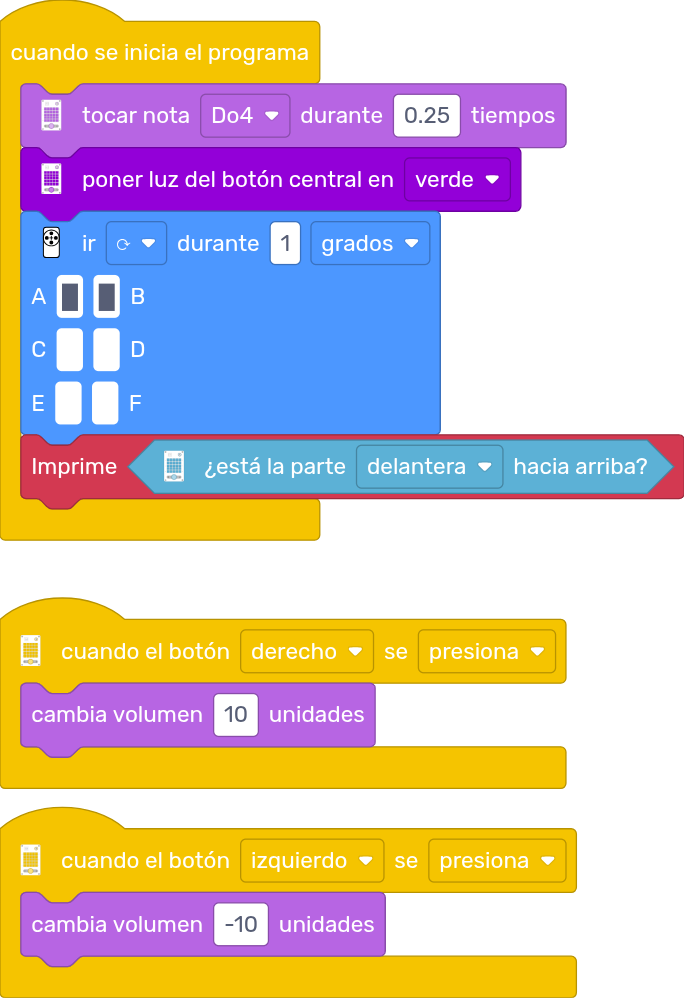 cuando se inicia el programa
tocar nota Do4 durante 0.25 tiempos
poner luz del botón central en verde
ir ⟳ durante 1 grados
A B
C D
E F
Imprime ¿está la parte delantera hacia arriba?
cuando el botón derecho se presiona
cambia volumen 10 unidades
cuando el botón izquierdo se presiona
cambia volumen -10 unidades